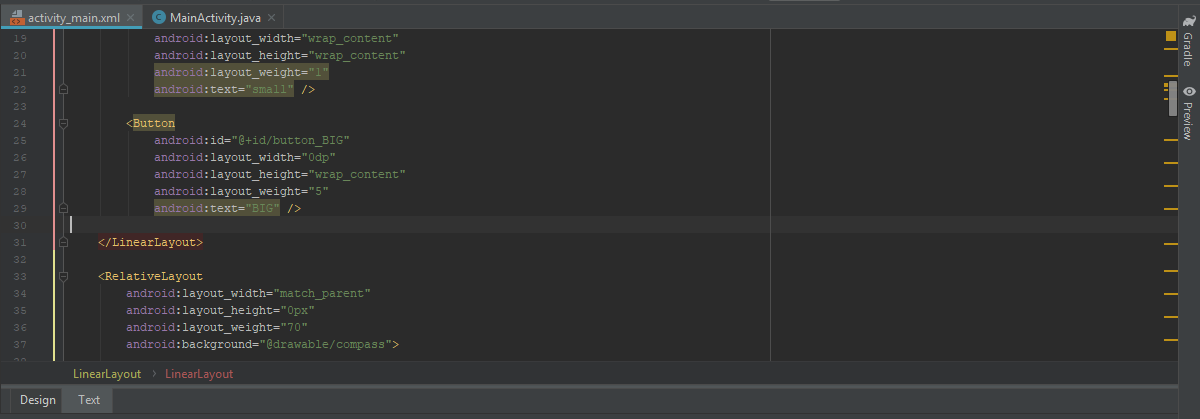 activity_main.xml
MainActivity.java
19 android:layout_width="wrap_content"
20 android:layout_height="wrap_content"
21 android:layout_weight="1"
22 android:text="small" />
23
24 <Button
25 android:id="@+id/button_BIG"
26 android:layout_width="0dp"
27 android:layout_height="wrap_content"
28 android:layout_weight="5"
29 android:text="BIG" />
30
31 </LinearLayout>
32
33 <RelativeLayout
34 android:layout_width="match_parent"
35 android:layout_height="0px"
36 android:layout_weight="70"
37 android:background="@drawable/compass">
LinearLayout › LinearLayout
Design Text
Gradle
Preview